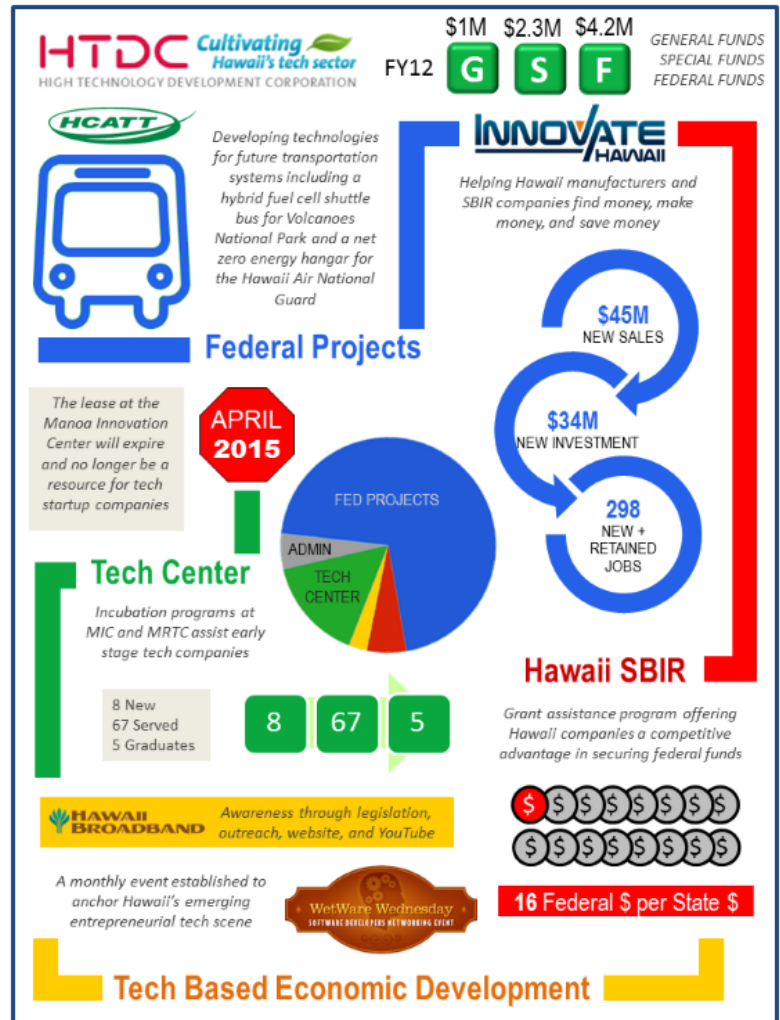 HTDC
Cultivating
Hawaii's tech sector
HIGH TECHNOLOGY DEVELOPMENT CORPORATION
FY12
$1M $2.3M $4.2M
G S F
GENERAL FUNDS
SPECIAL FUNDS
FEDERAL FUNDS
HCATT
Developing technologies
for future transportation
systems including a
hybrid fuel cell shuttle
bus for Volcanoes
National Park and a net
zero energy hangar for
the Hawaii Air National
Guard
Federal Projects
INNOVATE
HAWAII
Helping Hawaii manufacturers and
SBIR companies find money, make
money, and save money
$45M
NEW SALES
$34M
NEW INVESTMENT
298
NEW +
RETAINED
JOBS
The lease at the
Manoa Innovation
Center will expire
and no longer be a
resource for tech
startup companies
APRIL
2015
FED PROJECTS
ADMIN
TECH
CENTER
Tech Center
Incubation programs at
MIC and MRTC assist early
stage tech companies
8 New
67 Served
5 Graduates
8 67 5
Hawaii SBIR
Grant assistance program offering
Hawaii companies a competitive
advantage in securing federal funds
$ $ $ $ $ $ $ $
$ $ $ $ $ $ $ $
16 Federal $ per State $
HAWAII
BROADBAND
Awareness through legislation,
outreach, website, and YouTube
A monthly event established to
anchor Hawaii's emerging
entrepreneurial tech scene
WetWare Wednesday
SOFTWARE DEVELOPERS NETWORKING EVENT
Tech Based Economic Development